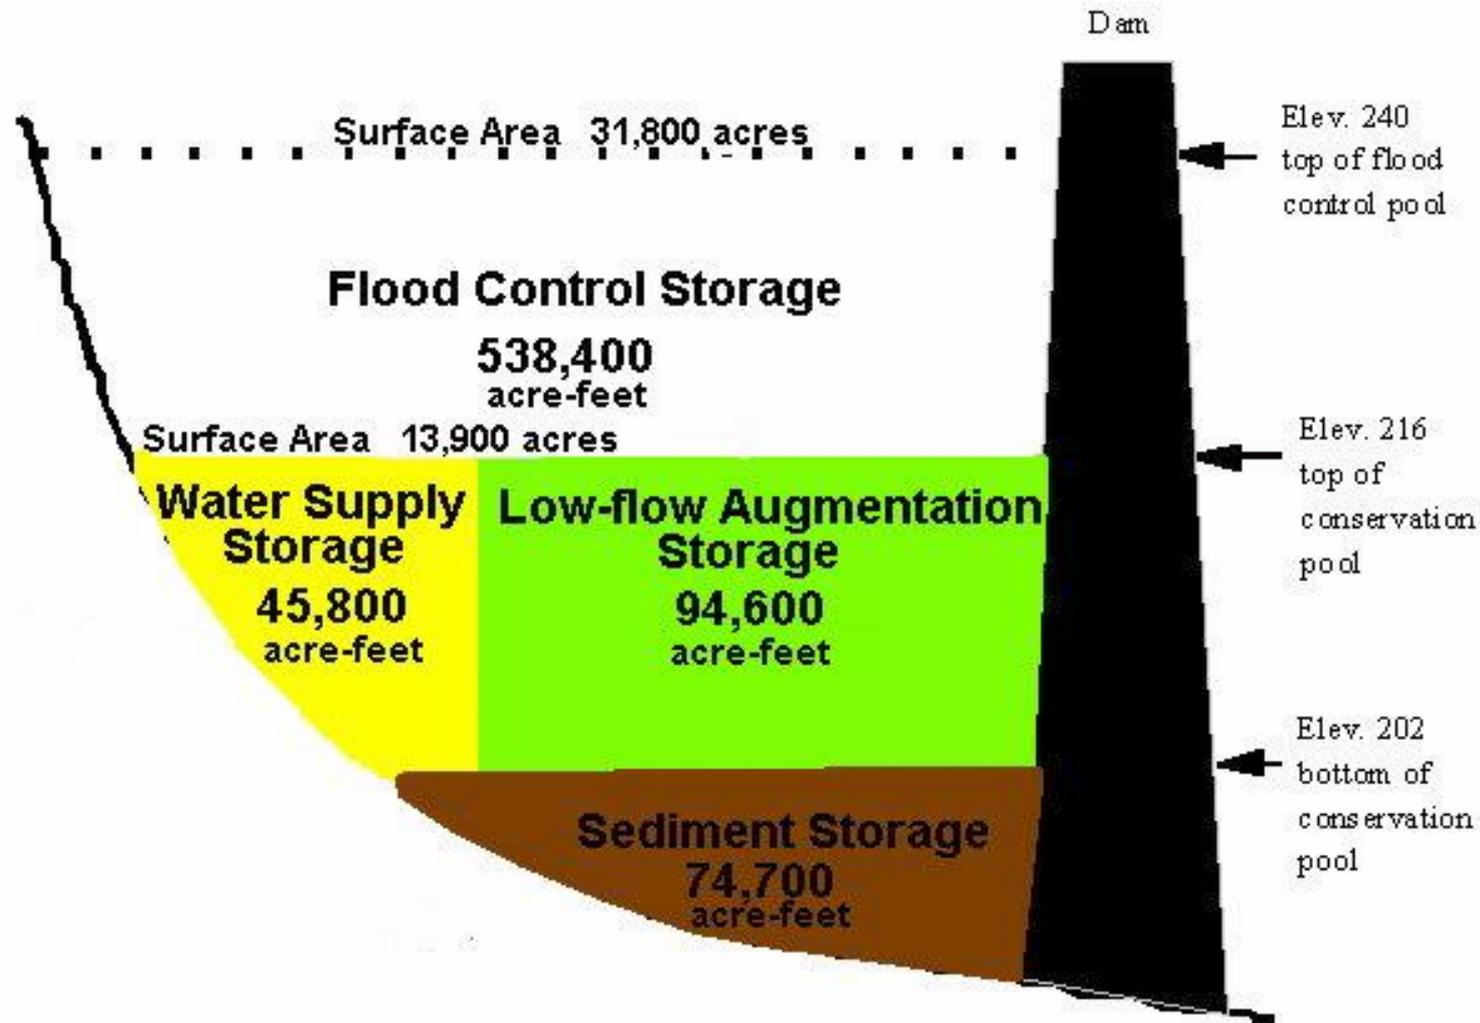 Dam
Surface Area 31,800 acres
Elev. 240
top of flood
control pool
Flood Control Storage
538,400
acre-feet
Surface Area 13,900 acres
Elev. 216
top of
conservation
pool
Water Supply
Storage
45,800
acre-feet
Low-flow Augmentation
Storage
94,600
acre-feet
Elev. 202
bottom of
conservation
pool
Sediment Storage
74,700
acre-feet